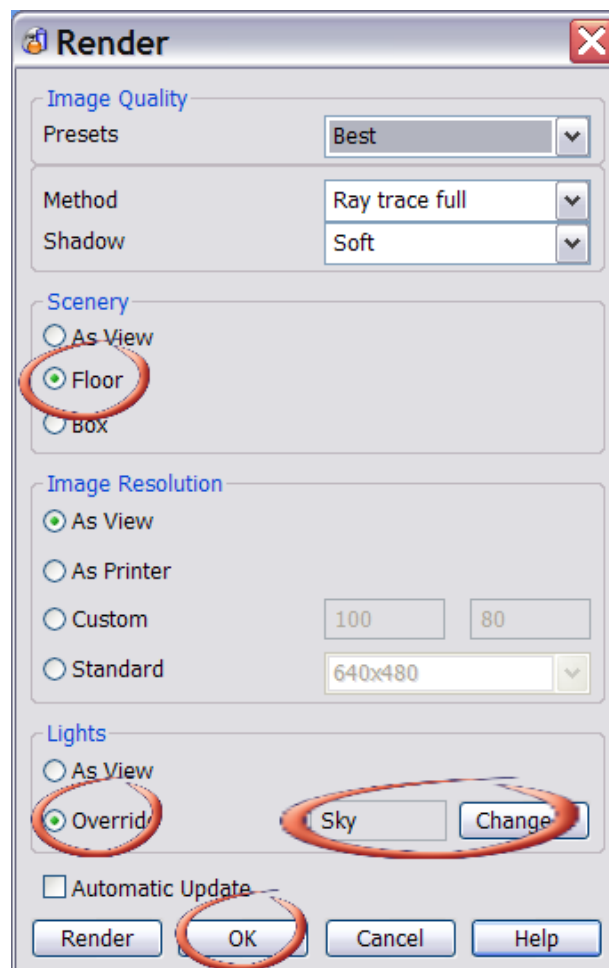 Render
Image Quality
Presets Best
Method Ray trace full
Shadow Soft
Scenery
As View
Floor
Box
Image Resolution
As View
As Printer
Custom 100 80
Standard 640x480
Lights
As View
Override Sky Change
Automatic Update
Render OK Cancel Help